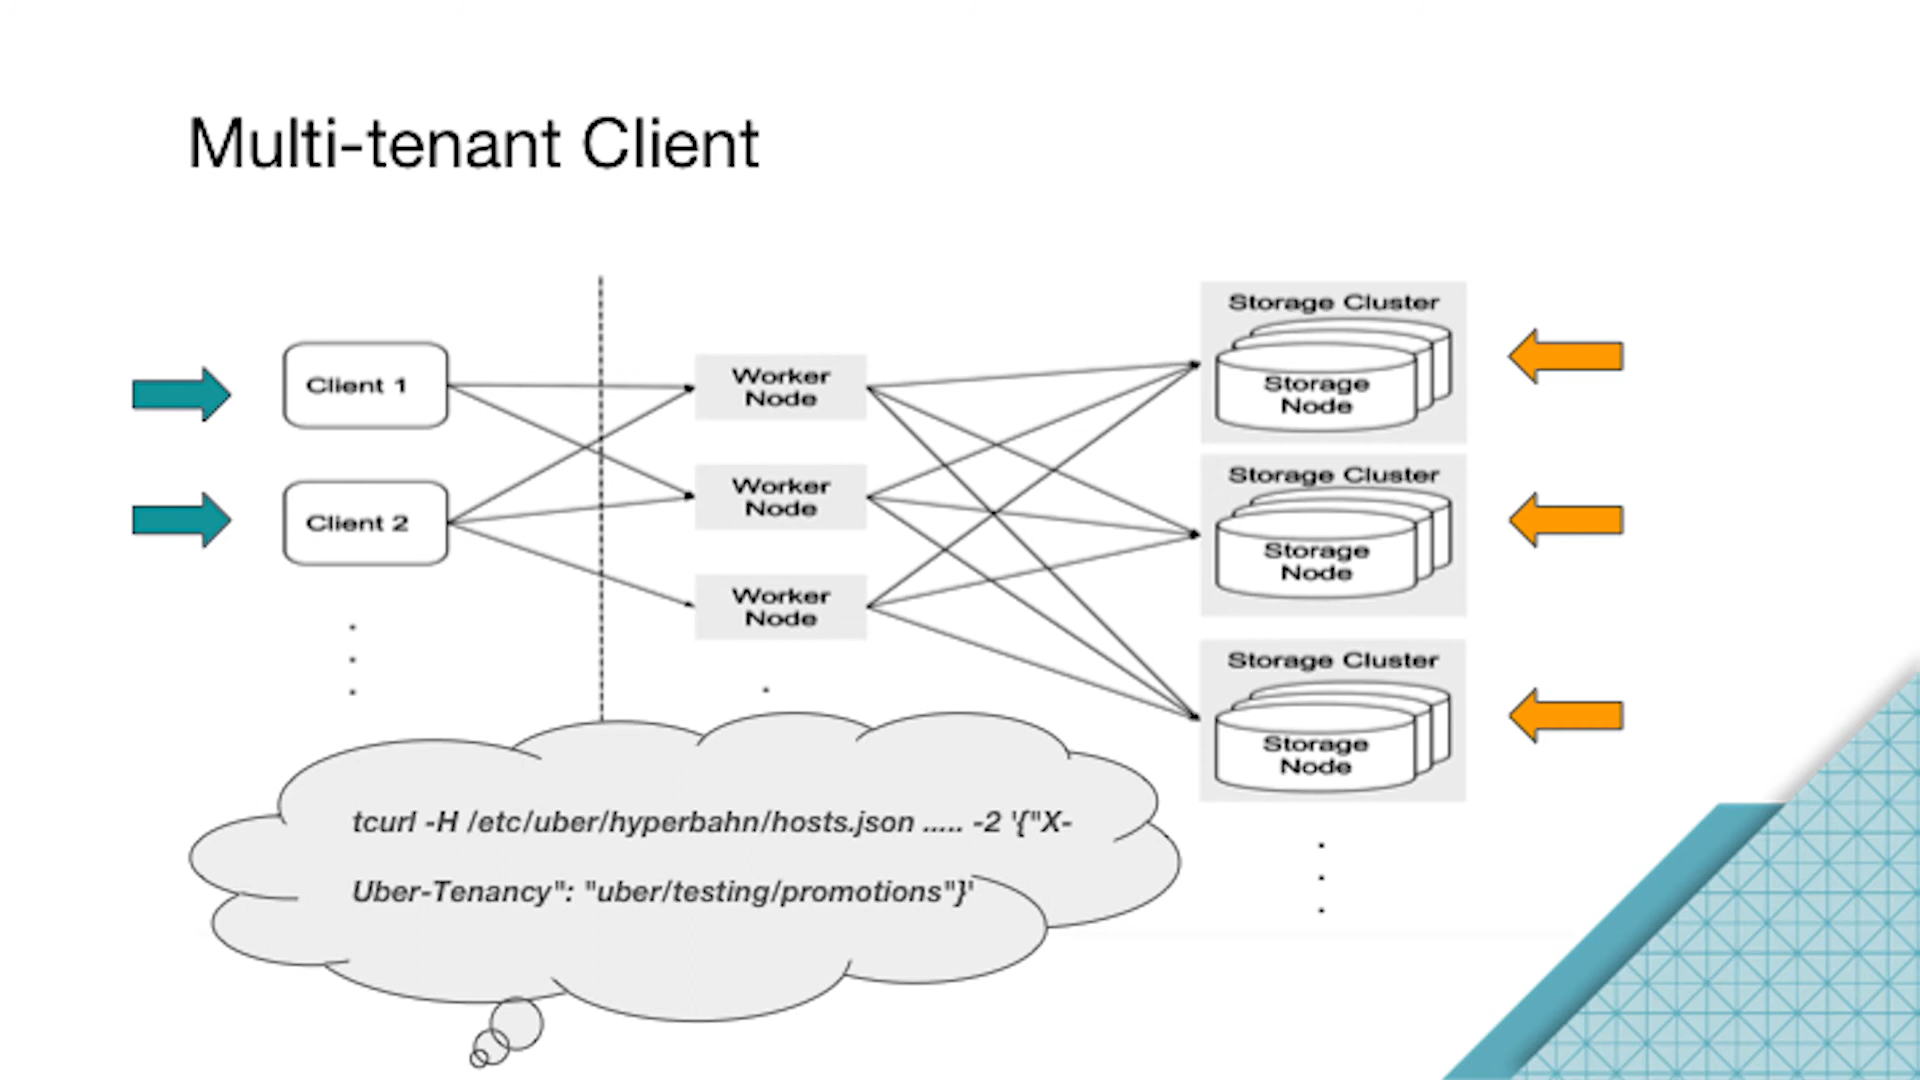 Multi-tenant Client
Client 1
Client 2
Worker
Node
Worker
Node
Worker
Node
Storage Cluster
Storage
Node
Storage Cluster
Storage
Node
Storage Cluster
Storage
Node
tcurl -H /etc/uber/hyperbahn/hosts.json ..... -2 '{"X-
Uber-Tenancy": "uber/testing/promotions"}'